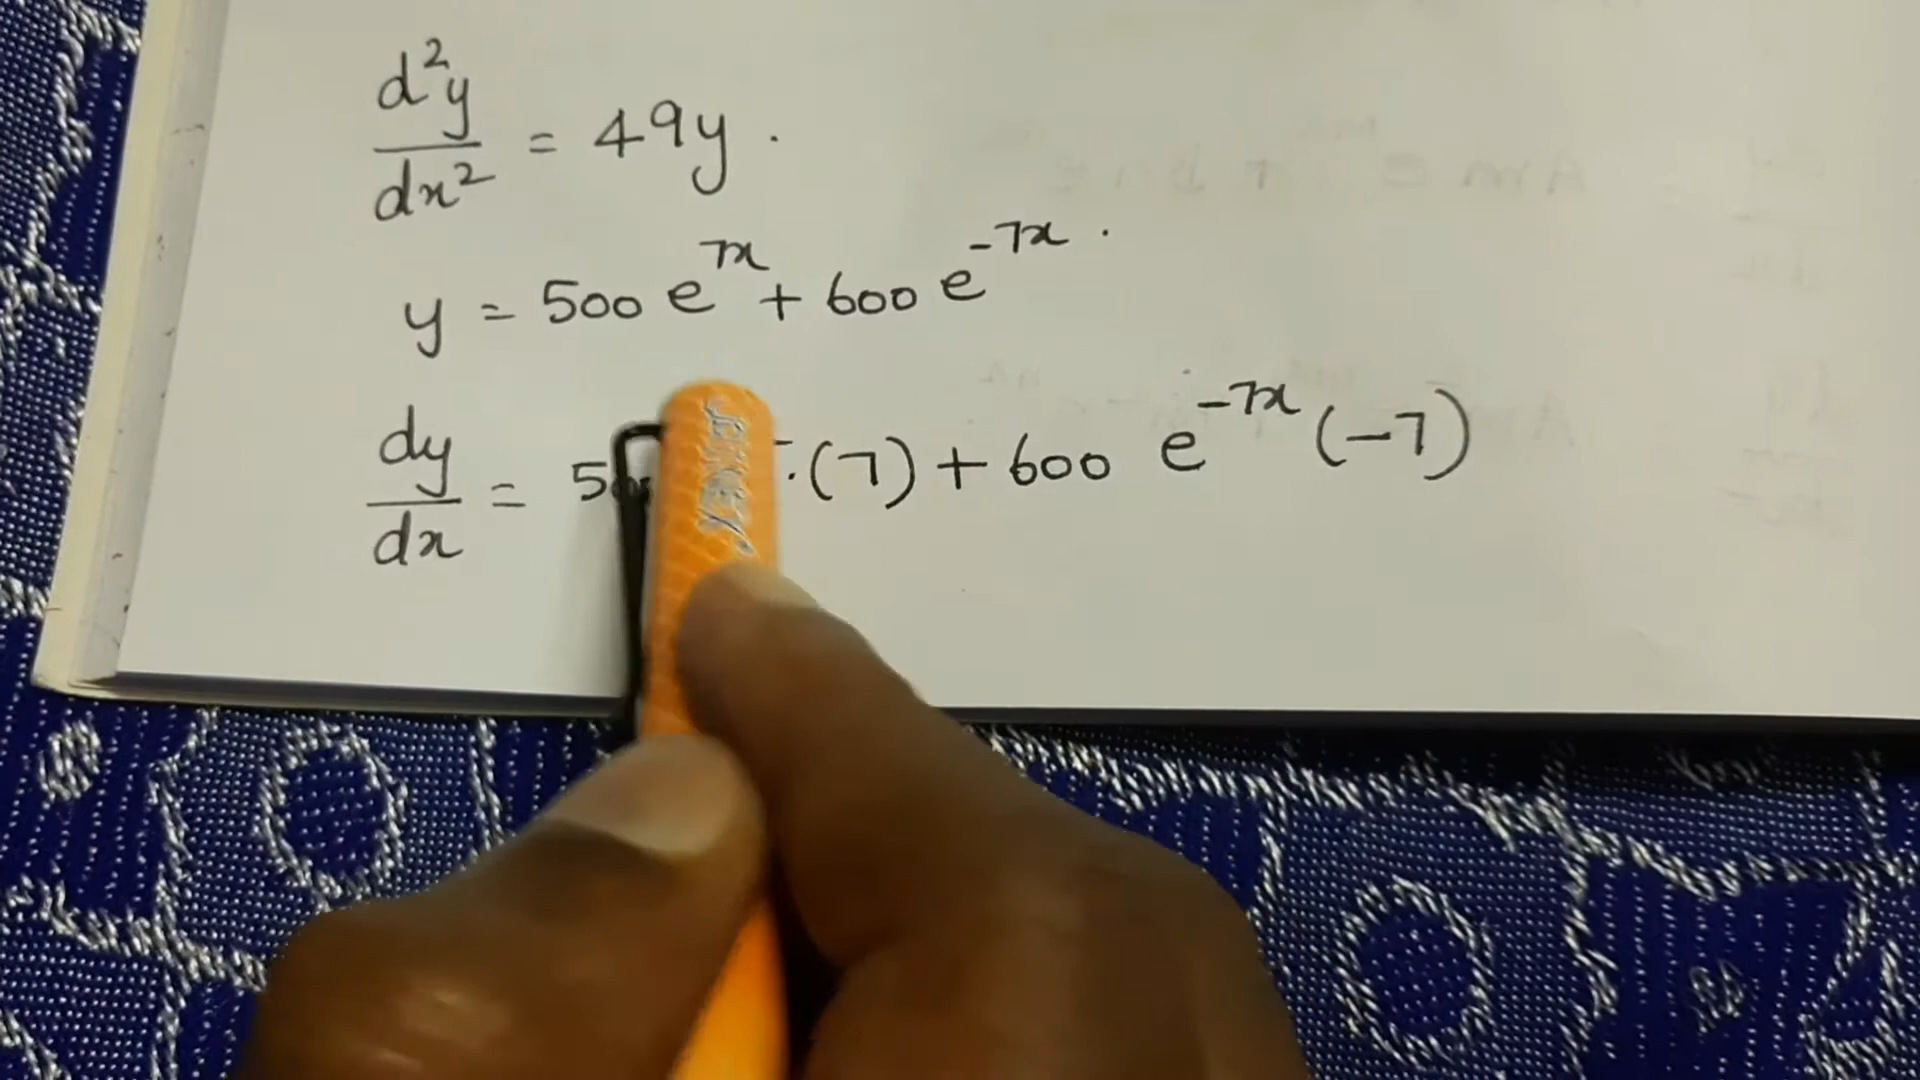 d²y/dx² = 49y.
y = 500 e^7x + 600 e^-7x.
dy/dx = 5 .(7) + 600 e^-7x (-7)